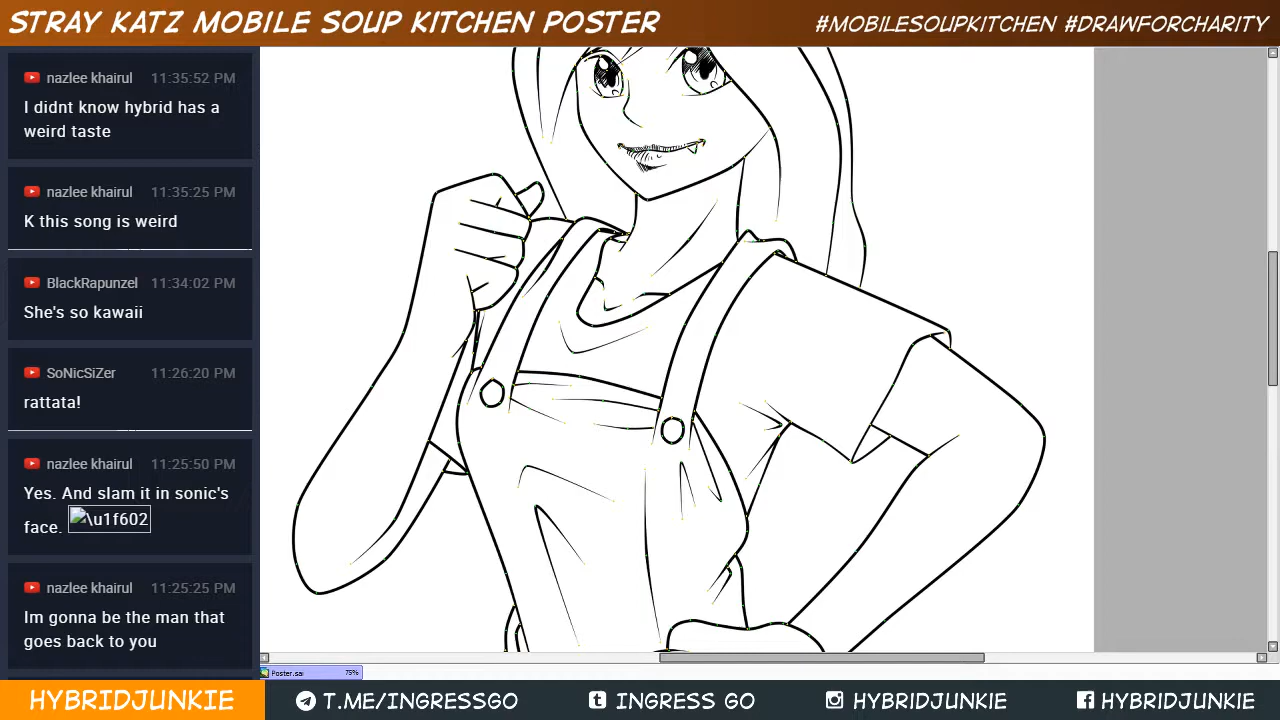 STRAY KATZ MOBILE SOUP KITCHEN POSTER
#MOBILESOUPKITCHEN #DRAWFORCHARITY
nazlee khairul 11:35:52 PM
I didnt know hybrid has a
weird taste
nazlee khairul 11:35:25 PM
K this song is weird
BlackRapunzel 11:34:02 PM
She's so kawaii
SoNicSiZer 11:26:20 PM
rattata!
nazlee khairul 11:25:50 PM
Yes. And slam it in sonic's
face. \u1f602
nazlee khairul 11:25:25 PM
Im gonna be the man that
goes back to you
Poster.sai 75%
HYBRIDJUNKIE
T.ME/INGRESSGO
INGRESS GO
HYBRIDJUNKIE
HYBRIDJUNKIE